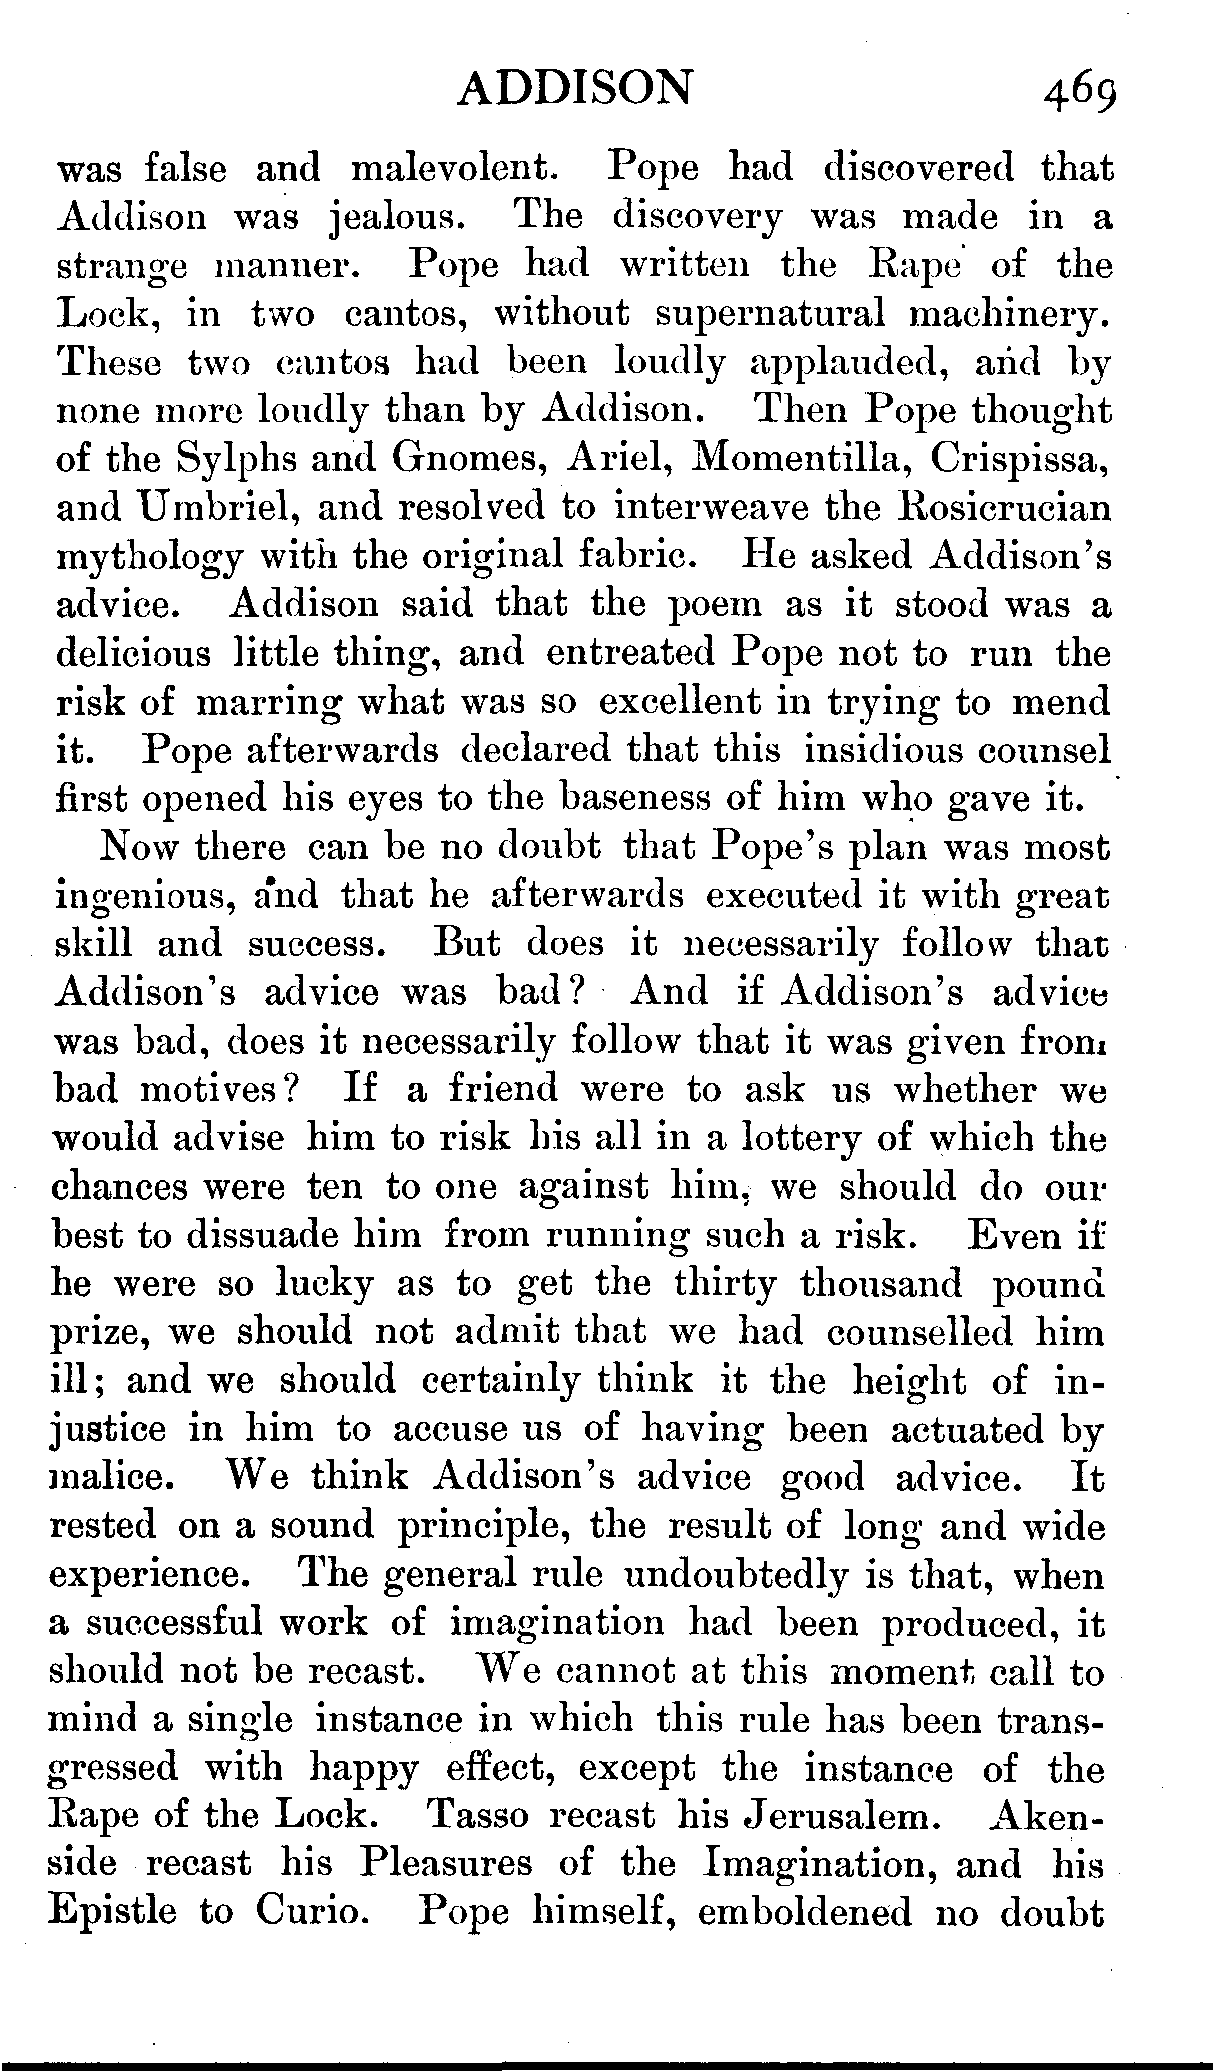 ADDISON 469
was false and malevolent. Pope had discovered that
Addison was jealous. The discovery was made in a
strange manner. Pope had written the Rape of the
Lock, in two cantos, without supernatural machinery.
These two cantos had been loudly applauded, and by
none more loudly than by Addison. Then Pope thought
of the Sylphs and Gnomes, Ariel, Momentilla, Crispissa,
and Umbriel, and resolved to interweave the Rosicrucian
mythology with the original fabric. He asked Addison's
advice. Addison said that the poem as it stood was a
delicious little thing, and entreated Pope not to run the
risk of marring what was so excellent in trying to mend
it. Pope afterwards declared that this insidious counsel
first opened his eyes to the baseness of him who gave it.
Now there can be no doubt that Pope's plan was most
ingenious, and that he afterwards executed it with great
skill and success. But does it necessarily follow that
Addison's advice was bad? And if Addison's advice
was bad, does it necessarily follow that it was given from
bad motives? If a friend were to ask us whether we
would advise him to risk his all in a lottery of which the
chances were ten to one against him, we should do our
best to dissuade him from running such a risk. Even if
he were so lucky as to get the thirty thousand pound
prize, we should not admit that we had counselled him
ill; and we should certainly think it the height of in-
justice in him to accuse us of having been actuated by
malice. We think Addison's advice good advice. It
rested on a sound principle, the result of long and wide
experience. The general rule undoubtedly is that, when
a successful work of imagination had been produced, it
should not be recast. We cannot at this moment call to
mind a single instance in which this rule has been trans-
gressed with happy effect, except the instance of the
Rape of the Lock. Tasso recast his Jerusalem. Aken-
side recast his Pleasures of the Imagination, and his
Epistle to Curio. Pope himself, emboldened no doubt